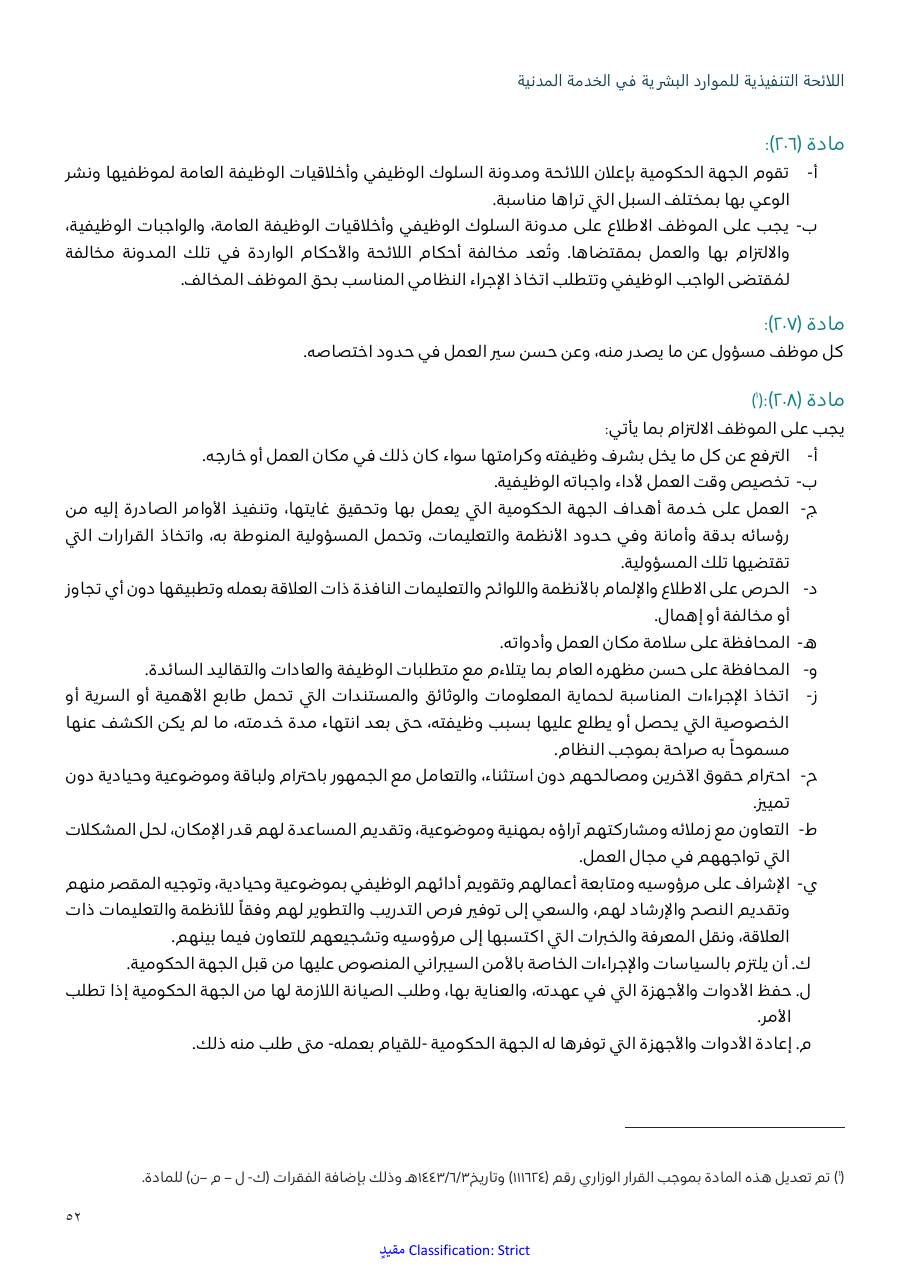 اللائحة التنفيذية للموارد البشرية في الخدمة المدنية
مادة (٢٠٦):
أ- تقوم الجهة الحكومية بإعلان اللائحة ومدونة السلوك الوظيفي وأخلاقيات الوظيفة العامة لموظفيها ونشر
الوعي بها بمختلف السبل التي تراها مناسبة.
ب- يجب على الموظف الاطلاع على مدونة السلوك الوظيفي وأخلاقيات الوظيفة العامة، والواجبات الوظيفية،
والالتزام بها والعمل بمقتضاها. وتُعد مخالفة أحكام اللائحة والأحكام الواردة في تلك المدونة مخالفة
لمُقتضى الواجب الوظيفي وتتطلب اتخاذ الإجراء النظامي المناسب بحق الموظف المخالف.
مادة (٢٠٧):
كل موظف مسؤول عن ما يصدر منه، وعن حسن سير العمل في حدود اختصاصه.
مادة (٢٠٨):(١)
يجب على الموظف الالتزام بما يأتي:
أ- الترفع عن كل ما يخل بشرف وظيفته وكرامتها سواء كان ذلك في مكان العمل أو خارجه.
ب- تخصيص وقت العمل لأداء واجباته الوظيفية.
ج- العمل على خدمة أهداف الجهة الحكومية التي يعمل بها وتحقيق غايتها، وتنفيذ الأوامر الصادرة إليه من
رؤسائه بدقة وأمانة وفي حدود الأنظمة والتعليمات، وتحمل المسؤولية المنوطة به، واتخاذ القرارات التي
تقتضيها تلك المسؤولية.
د- الحرص على الاطلاع والإلمام بالأنظمة واللوائح والتعليمات النافذة ذات العلاقة بعمله وتطبيقها دون أي تجاوز
أو مخالفة أو إهمال.
ه- المحافظة على سلامة مكان العمل وأدواته.
و- المحافظة على حسن مظهره العام بما يتلاءم مع متطلبات الوظيفة والعادات والتقاليد السائدة.
ز- اتخاذ الإجراءات المناسبة لحماية المعلومات والوثائق والمستندات التي تحمل طابع الأهمية أو السرية أو
الخصوصية التي يحصل أو يطلع عليها بسبب وظيفته، حتى بعد انتهاء مدة خدمته، ما لم يكن الكشف عنها
مسموحاً به صراحة بموجب النظام.
ح- احترام حقوق الآخرين ومصالحهم دون استثناء، والتعامل مع الجمهور باحترام ولباقة وموضوعية وحيادية دون
تمييز.
ط- التعاون مع زملائه ومشاركتهم آراؤه بمهنية وموضوعية، وتقديم المساعدة لهم قدر الإمكان، لحل المشكلات
التي تواجههم في مجال العمل.
ي- الإشراف على مرؤوسيه ومتابعة أعمالهم وتقويم أدائهم الوظيفي بموضوعية وحيادية، وتوجيه المقصر منهم
وتقديم النصح والإرشاد لهم، والسعي إلى توفير فرص التدريب والتطوير لهم وفقاً للأنظمة والتعليمات ذات
العلاقة، ونقل المعرفة والخبرات التي اكتسبها إلى مرؤوسيه وتشجيعهم للتعاون فيما بينهم.
ك. أن يلتزم بالسياسات والإجراءات الخاصة بالأمن السيبراني المنصوص عليها من قبل الجهة الحكومية.
ل. حفظ الأدوات والأجهزة التي في عهدته، والعناية بها، وطلب الصيانة اللازمة لها من الجهة الحكومية إذا تطلب
الأمر.
م. إعادة الأدوات والأجهزة التي توفرها له الجهة الحكومية -للقيام بعمله- متى طلب منه ذلك.
(١) تم تعديل هذه المادة بموجب القرار الوزاري رقم (١١١٦٢٤) وتاريخ١٤٤٣/٦/٣هـ وذلك بإضافة الفقرات (ك- ل – م –ن) للمادة.
٥٢
Classification: Strict مقيدٍ